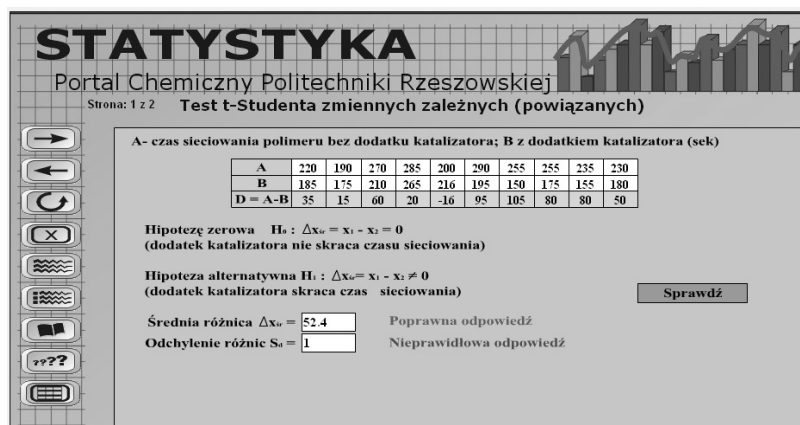 STATYSTYKA
Portal Chemiczny Politechniki Rzeszowskiej
Strona: 1 z 2 Test t-Studenta zmiennych zależnych (powiązanych)
A- czas sieciowania polimeru bez dodatku katalizatora; B z dodatkiem katalizatora (sek)
A 220 190 270 285 200 290 255 255 235 230
B 185 175 210 265 216 195 150 175 155 180
D = A-B 35 15 60 20 -16 95 105 80 80 50
Hipotezę zerowa H₀ : Δxśr = x₁ - x₂ = 0
(dodatek katalizatora nie skraca czasu sieciowania)
Hipoteza alternatywna H₁ : Δxśr= x₁ - x₂ ≠ 0
(dodatek katalizatora skraca czas sieciowania)
Sprawdź
Średnia różnica Δxśr = 52.4 Poprawna odpowiedź
Odchylenie różnic Sd = 1 Nieprawidłowa odpowiedź
????